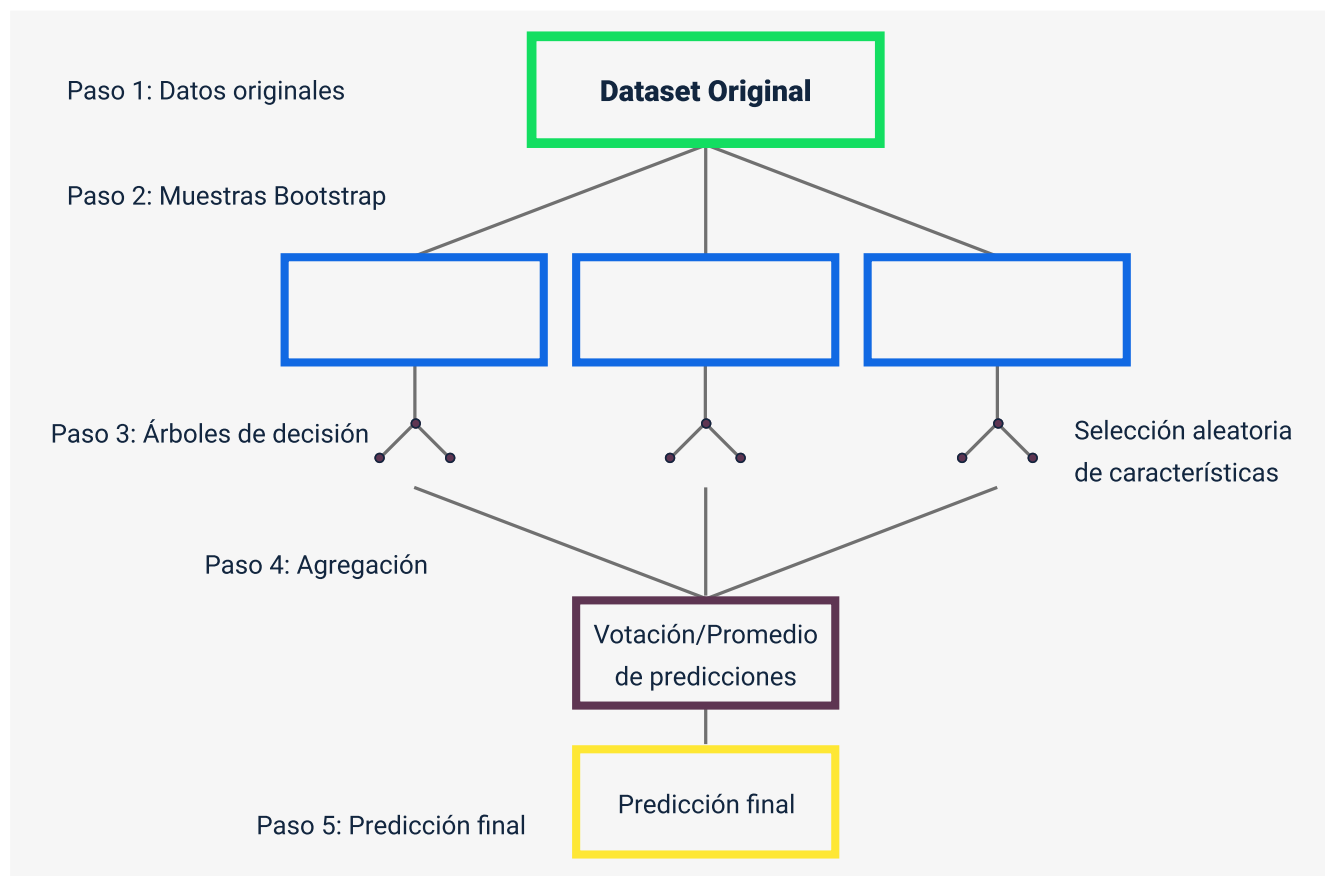 Paso 1: Datos originales
Dataset Original
Paso 2: Muestras Bootstrap
Paso 3: Árboles de decisión
Selección aleatoria
de características
Paso 4: Agregación
Votación/Promedio
de predicciones
Predicción final
Paso 5: Predicción final